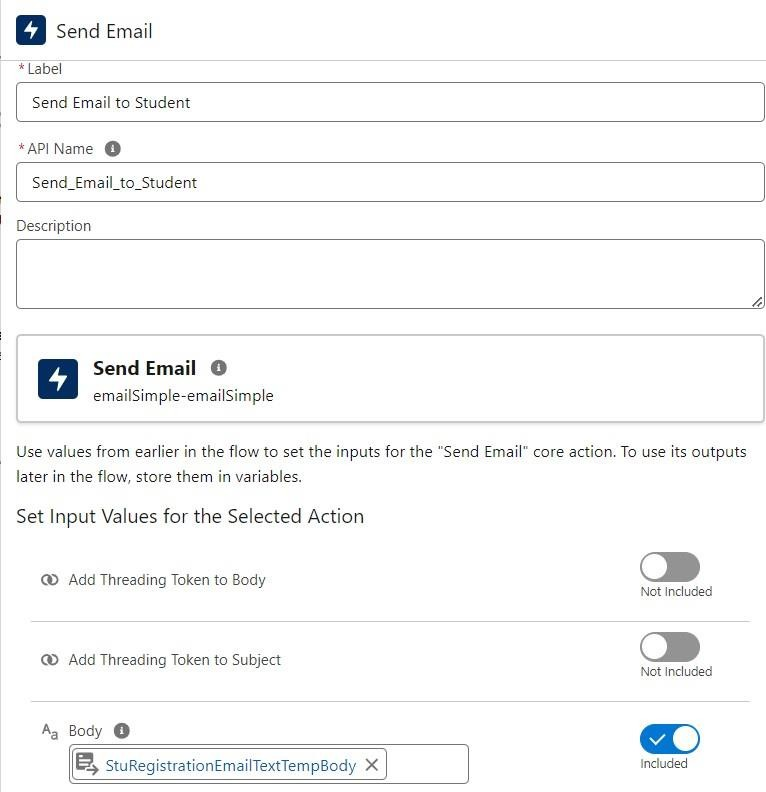 Send Email
* Label
Send Email to Student
* API Name
Send_Email_to_Student
Description
Send Email
emailSimple-emailSimple
Use values from earlier in the flow to set the inputs for the "Send Email" core action. To use its outputs
later in the flow, store them in variables.
Set Input Values for the Selected Action
Add Threading Token to Body
Not Included
Add Threading Token to Subject
Not Included
Aa Body
StuRegistrationEmailTextTempBody
Included